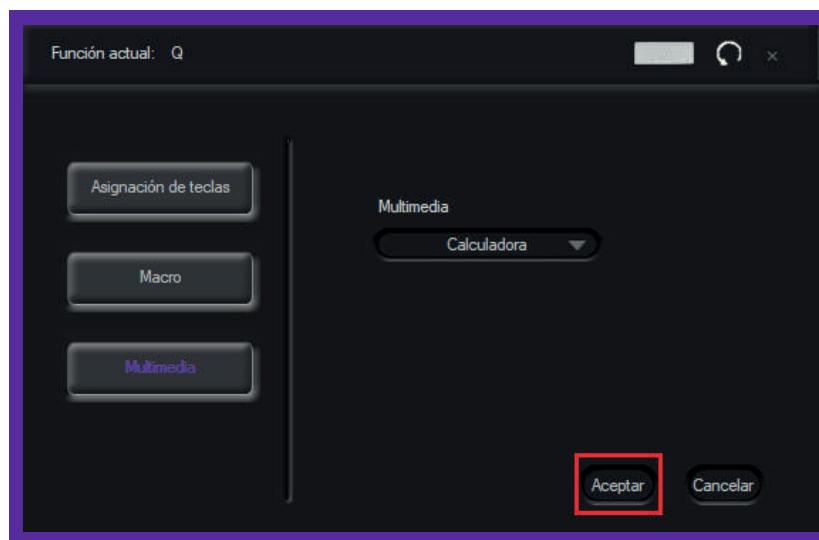 Función actual: Q
Asignación de teclas
Macro
Multimedia
Multimedia
Calculadora
Aceptar
Cancelar